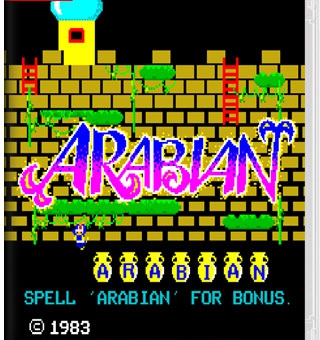 ARABIAN
ARABIAN
SPELL 'ARABIAN' FOR BONUS.
© 1983